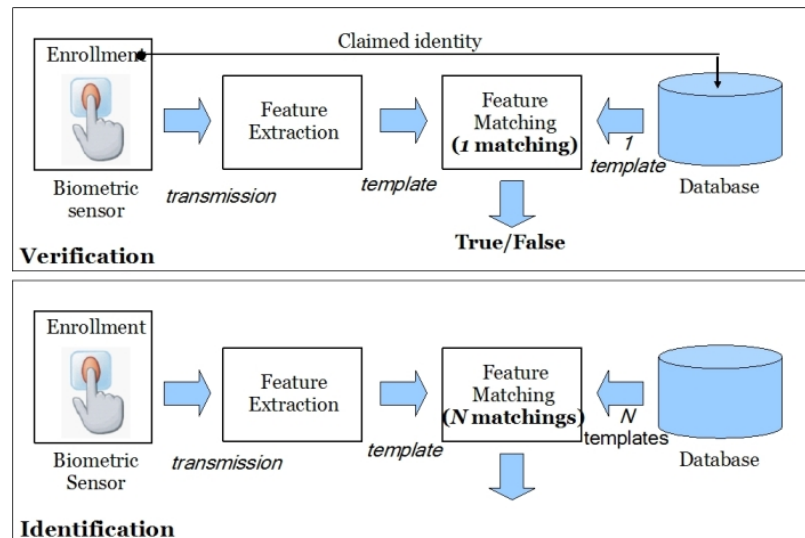 Claimed identity
Enrollment
Feature
Extraction
Feature
Matching
(1 matching)
1
template
Biometric
sensor
transmission
template
Database
True/False
Verification
Enrollment
Feature
Extraction
Feature
Matching
(N matchings)
N
templates
Biometric
Sensor
transmission
template
Database
Identification